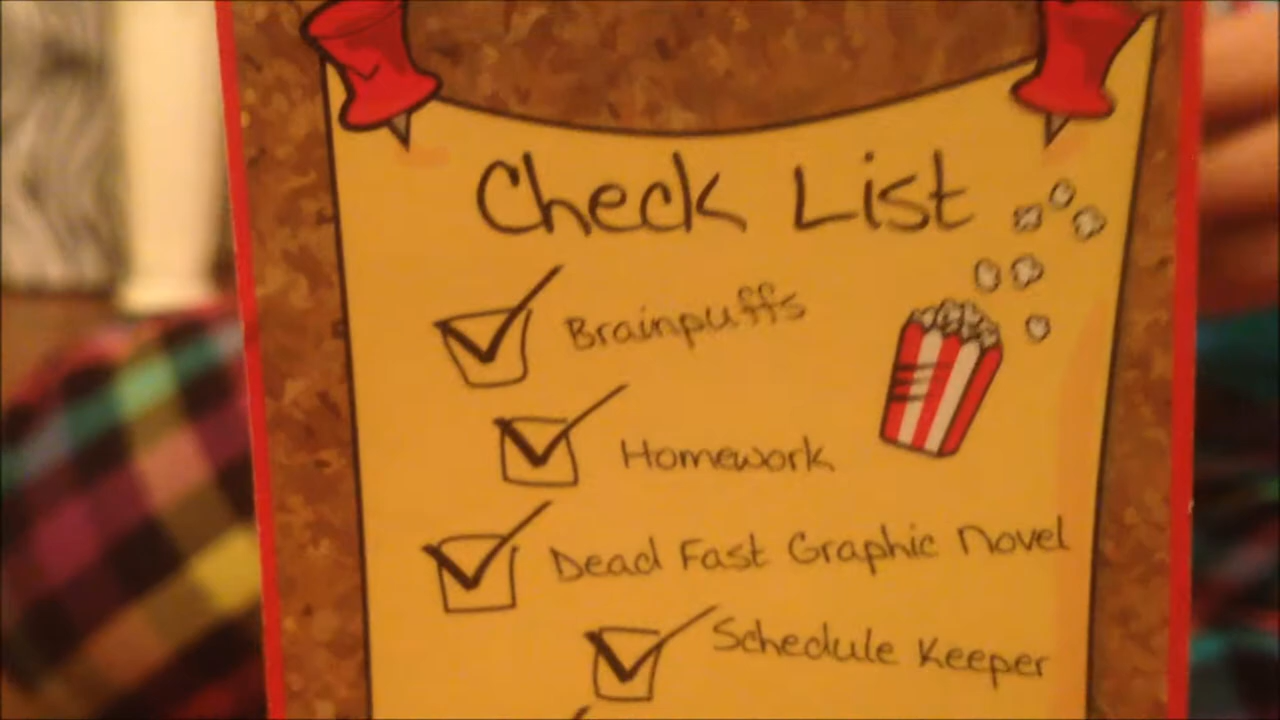 Check List
Brainpuffs
Homework
Dead Fast Graphic Novel
Schedule Keeper